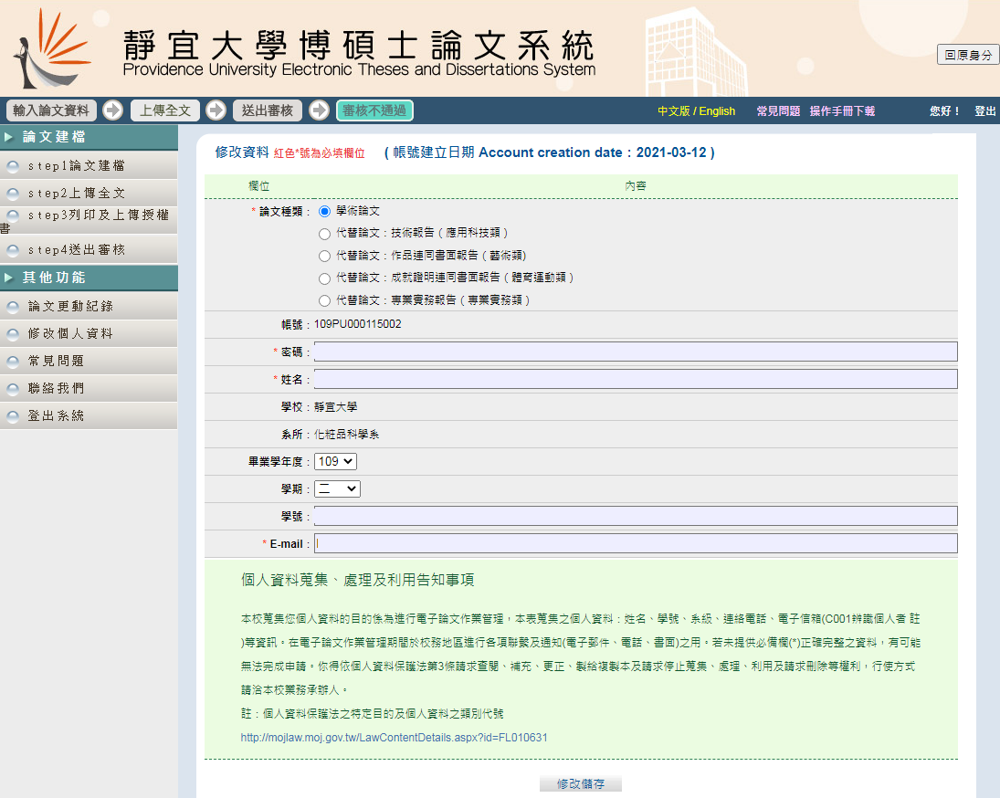 靜宜大學博碩士論文系統
Providence University Electronic Theses and Dissertations System
回原身分
輸入論文資料 上傳全文 送出審核 審核不通過
中文版 / English 常見問題 操作手冊下載 您好！ 登出
論文建檔
step1論文建檔
step2上傳全文
step3列印及上傳授權
書
step4送出審核
其他功能
論文更動紀錄
修改個人資料
常見問題
聯絡我們
登出系統
修改資料 紅色*號為必填欄位 ( 帳號建立日期 Account creation date：2021-03-12 )
欄位 內容
* 論文種類： 學術論文
代替論文：技術報告（應用科技類）
代替論文：作品連同書面報告（藝術類)
代替論文：成就證明連同書面報告（體育運動類）
代替論文：專業實務報告（專業實務類）
帳號：109PU000115002
* 密碼：
* 姓名：
學校：靜宜大學
系所：化粧品科學系
畢業學年度：109
學期：二
學號：
* E-mail：
個人資料蒐集、處理及利用告知事項
本校蒐集您個人資料的目的係為進行電子論文作業管理，本表蒐集之個人資料：姓名、學號、系級、連絡電話、電子信箱(C001辨識個人者 註
)等資訊。在電子論文作業管理期間於校務地區進行各項聯繫及通知(電子郵件、電話、書面)之用。若未提供必備欄(*)正確完整之資料，有可能
無法完成申請。你得依個人資料保護法第3條請求查閱、補充、更正、製給複製本及請求停止蒐集、處理、利用及請求刪除等權利，行使方式
請洽本校業務承辦人。
註：個人資料保護法之特定目的及個人資料之類別代號
http://mojlaw.moj.gov.tw/LawContentDetails.aspx?id=FL010631
修改儲存